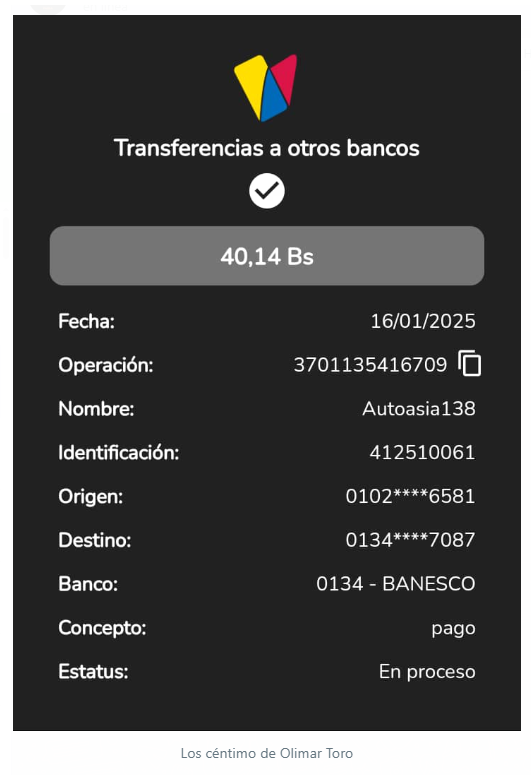 Transferencias a otros bancos
40,14 Bs
Fecha: 16/01/2025
Operación: 3701135416709
Nombre: Autoasia138
Identificación: 412510061
Origen: 0102****6581
Destino: 0134****7087
Banco: 0134 - BANESCO
Concepto: pago
Estatus: En proceso
Los céntimo de Olimar Toro